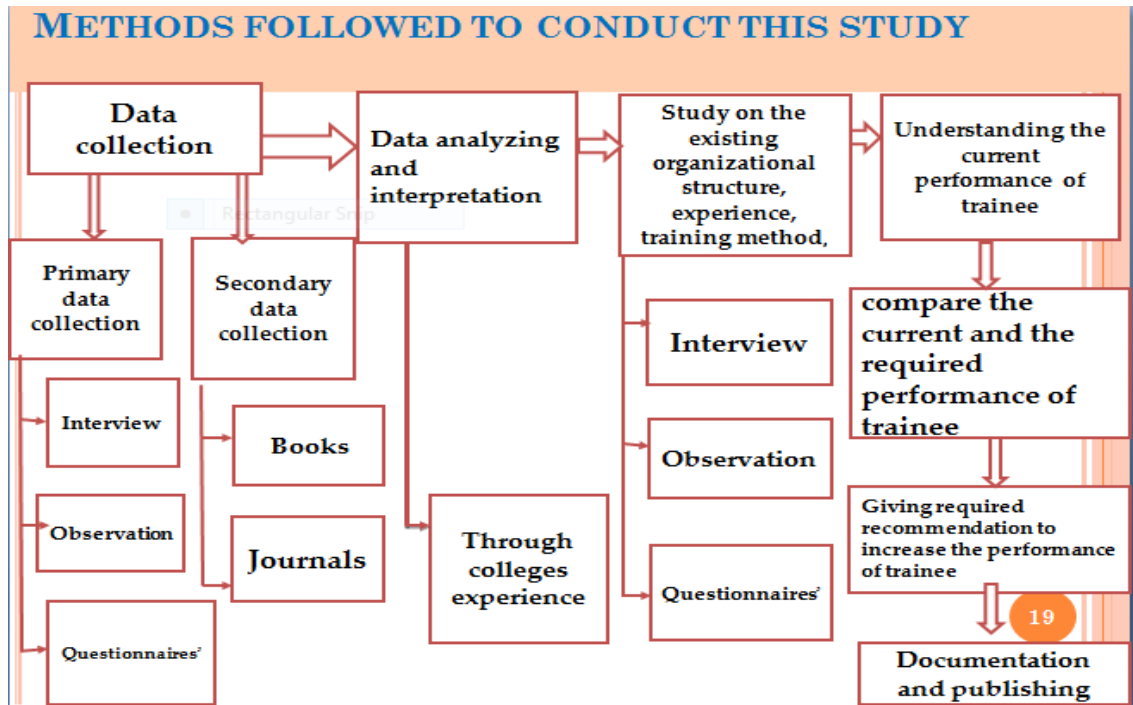 METHODS FOLLOWED TO CONDUCT THIS STUDY
Data
collection
Data analyzing
and
interpretation
Study on the
existing
organizational
structure,
experience,
training method,
Understanding the
current
performance of
trainee
Rectangular Snip
Primary
data
collection
Secondary
data
collection
Interview
Observation
Questionnaires’
Books
Journals
Through
colleges
experience
Interview
Observation
Questionnaires’
compare the
current and the
required
performance of
trainee
Giving required
recommendation to
increase the performance
of trainee
19
Documentation
and publishing